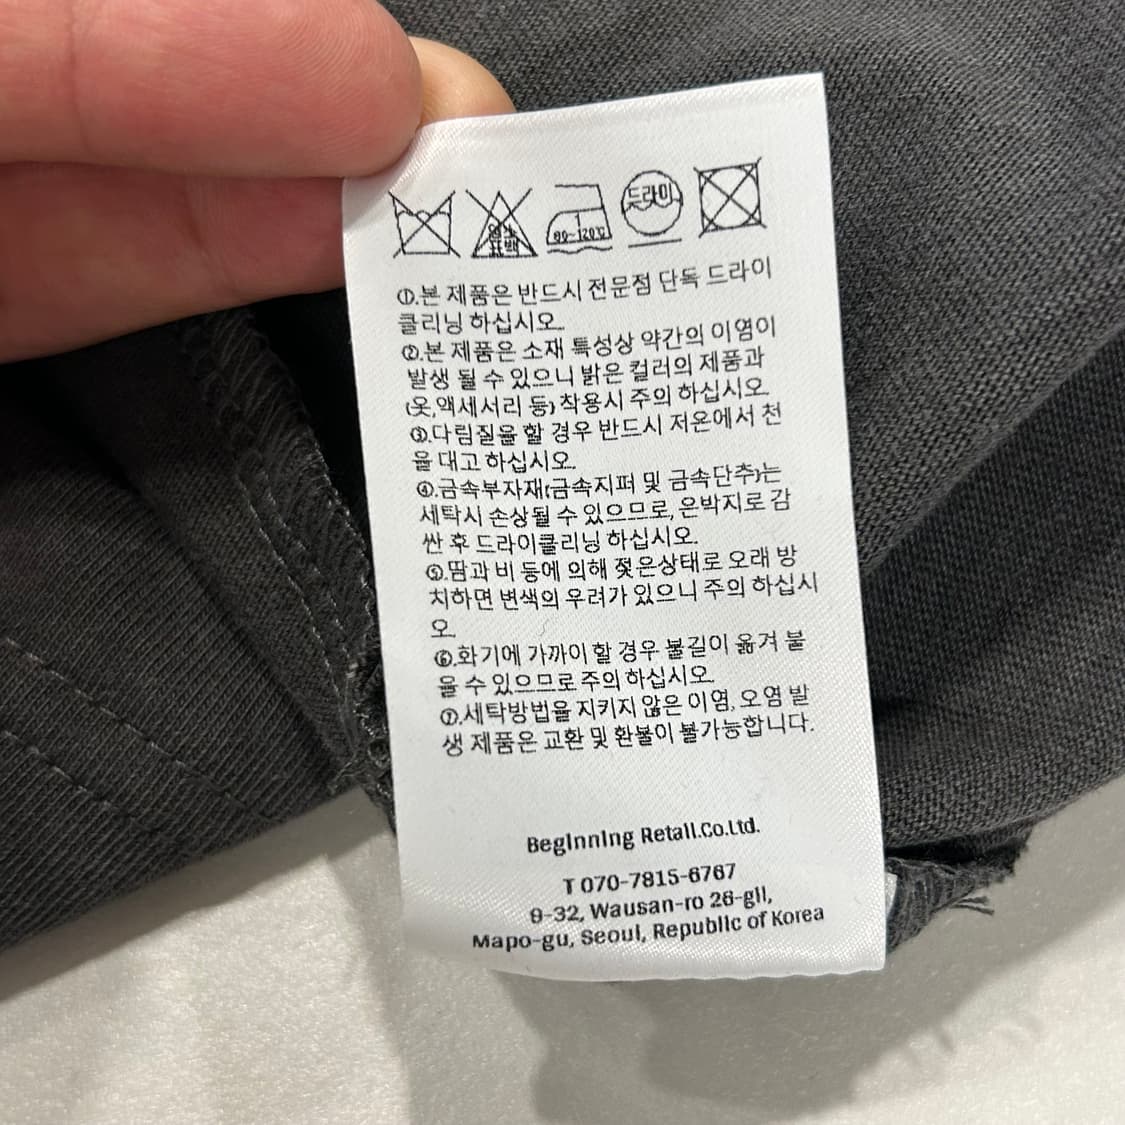 염소
표백
80~120℃
드라이
①.본 제품은 반드시 전문점 단독 드라이
클리닝 하십시오.
②.본 제품은 소재 특성상 약간의 이염이
발생 될 수 있으니 밝은 컬러의 제품과
(옷,액세서리 등) 착용시 주의 하십시오.
③.다림질을 할 경우 반드시 저온에서 천
을 대고 하십시오.
④.금속부자재(금속지퍼 및 금속단추)는
세탁시 손상될 수 있으므로, 은박지로 감
싼 후 드라이클리닝 하십시오.
⑤.땀과 비 등에 의해 젖은상태로 오래 방
치하면 변색의 우려가 있으니 주의 하십시
오.
⑥.화기에 가까이 할 경우 불길이 옮겨 붙
을 수 있으므로 주의 하십시오.
⑦.세탁방법을 지키지 않은 이염, 오염 발
생 제품은 교환 및 환불이 불가능합니다.
Beginning Retail.Co.Ltd.
T 070-7815-6767
9-32, Wausan-ro 26-gil,
Mapo-gu, Seoul, Republic of Korea